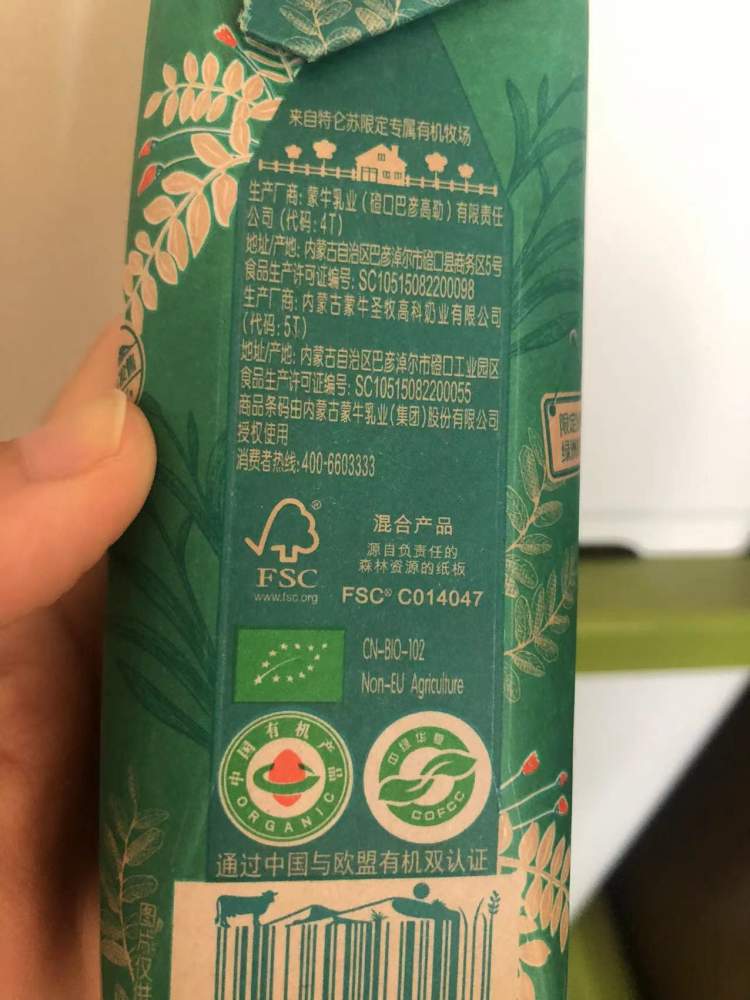 来自特仑苏限定专属有机牧场
生产厂商: 蒙牛乳业（磴口巴彦高勒）有限责任
公司（代码: 4T）
地址/产地: 内蒙古自治区巴彦淖尔市磴口县商务区5号
食品生产许可证编号: SC10515082200098
生产厂商: 内蒙古蒙牛圣牧高科奶业有限公司
（代码: 5T）
地址/产地: 内蒙古自治区巴彦淖尔市磴口工业园区
食品生产许可证编号: SC10515082200055
商品条码由内蒙古蒙牛乳业(集团)股份有限公司
授权使用
消费者热线: 400-6603333
限定
绿洲
®
FSC
www.fsc.org
混合产品
源自负责任的
森林资源的纸板
FSC® C014047
CN-BIO-102
Non-EU Agriculture
中国有机产品
ORGANIC
中绿华夏
COFCC
通过中国与欧盟有机双认证
图片仅供